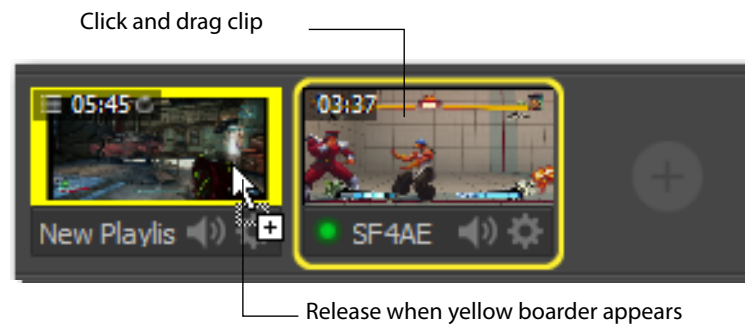 Click and drag clip
05:45
03:37
New Playlis
SF4AE
Release when yellow boarder appears